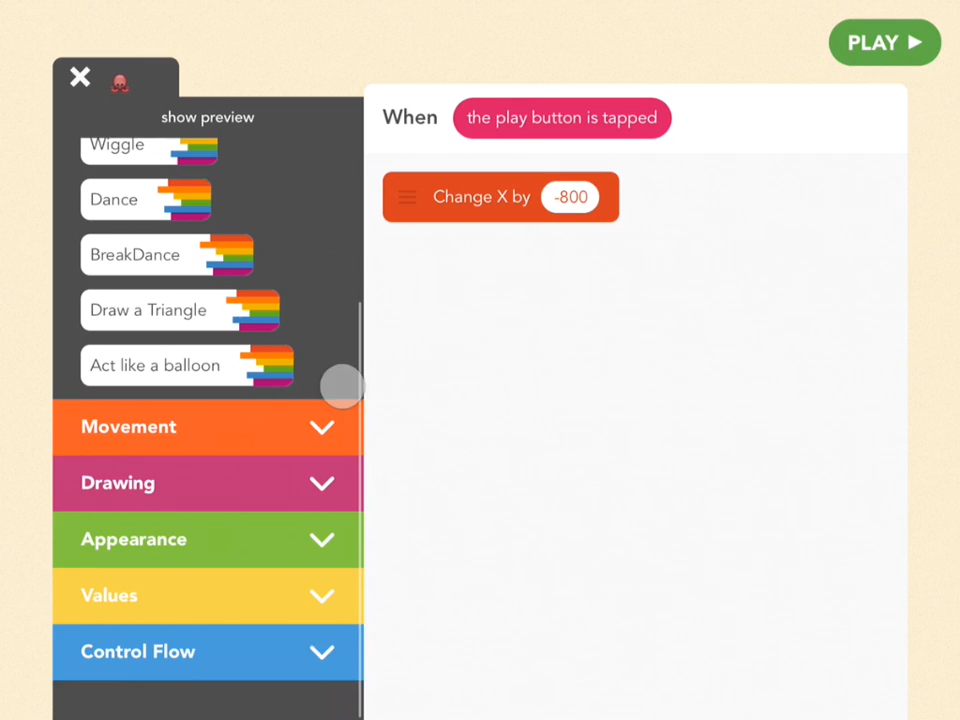 PLAY
show preview
When the play button is tapped
Wiggle
Change X by -800
Dance
BreakDance
Draw a Triangle
Act like a balloon
Movement
Drawing
Appearance
Values
Control Flow